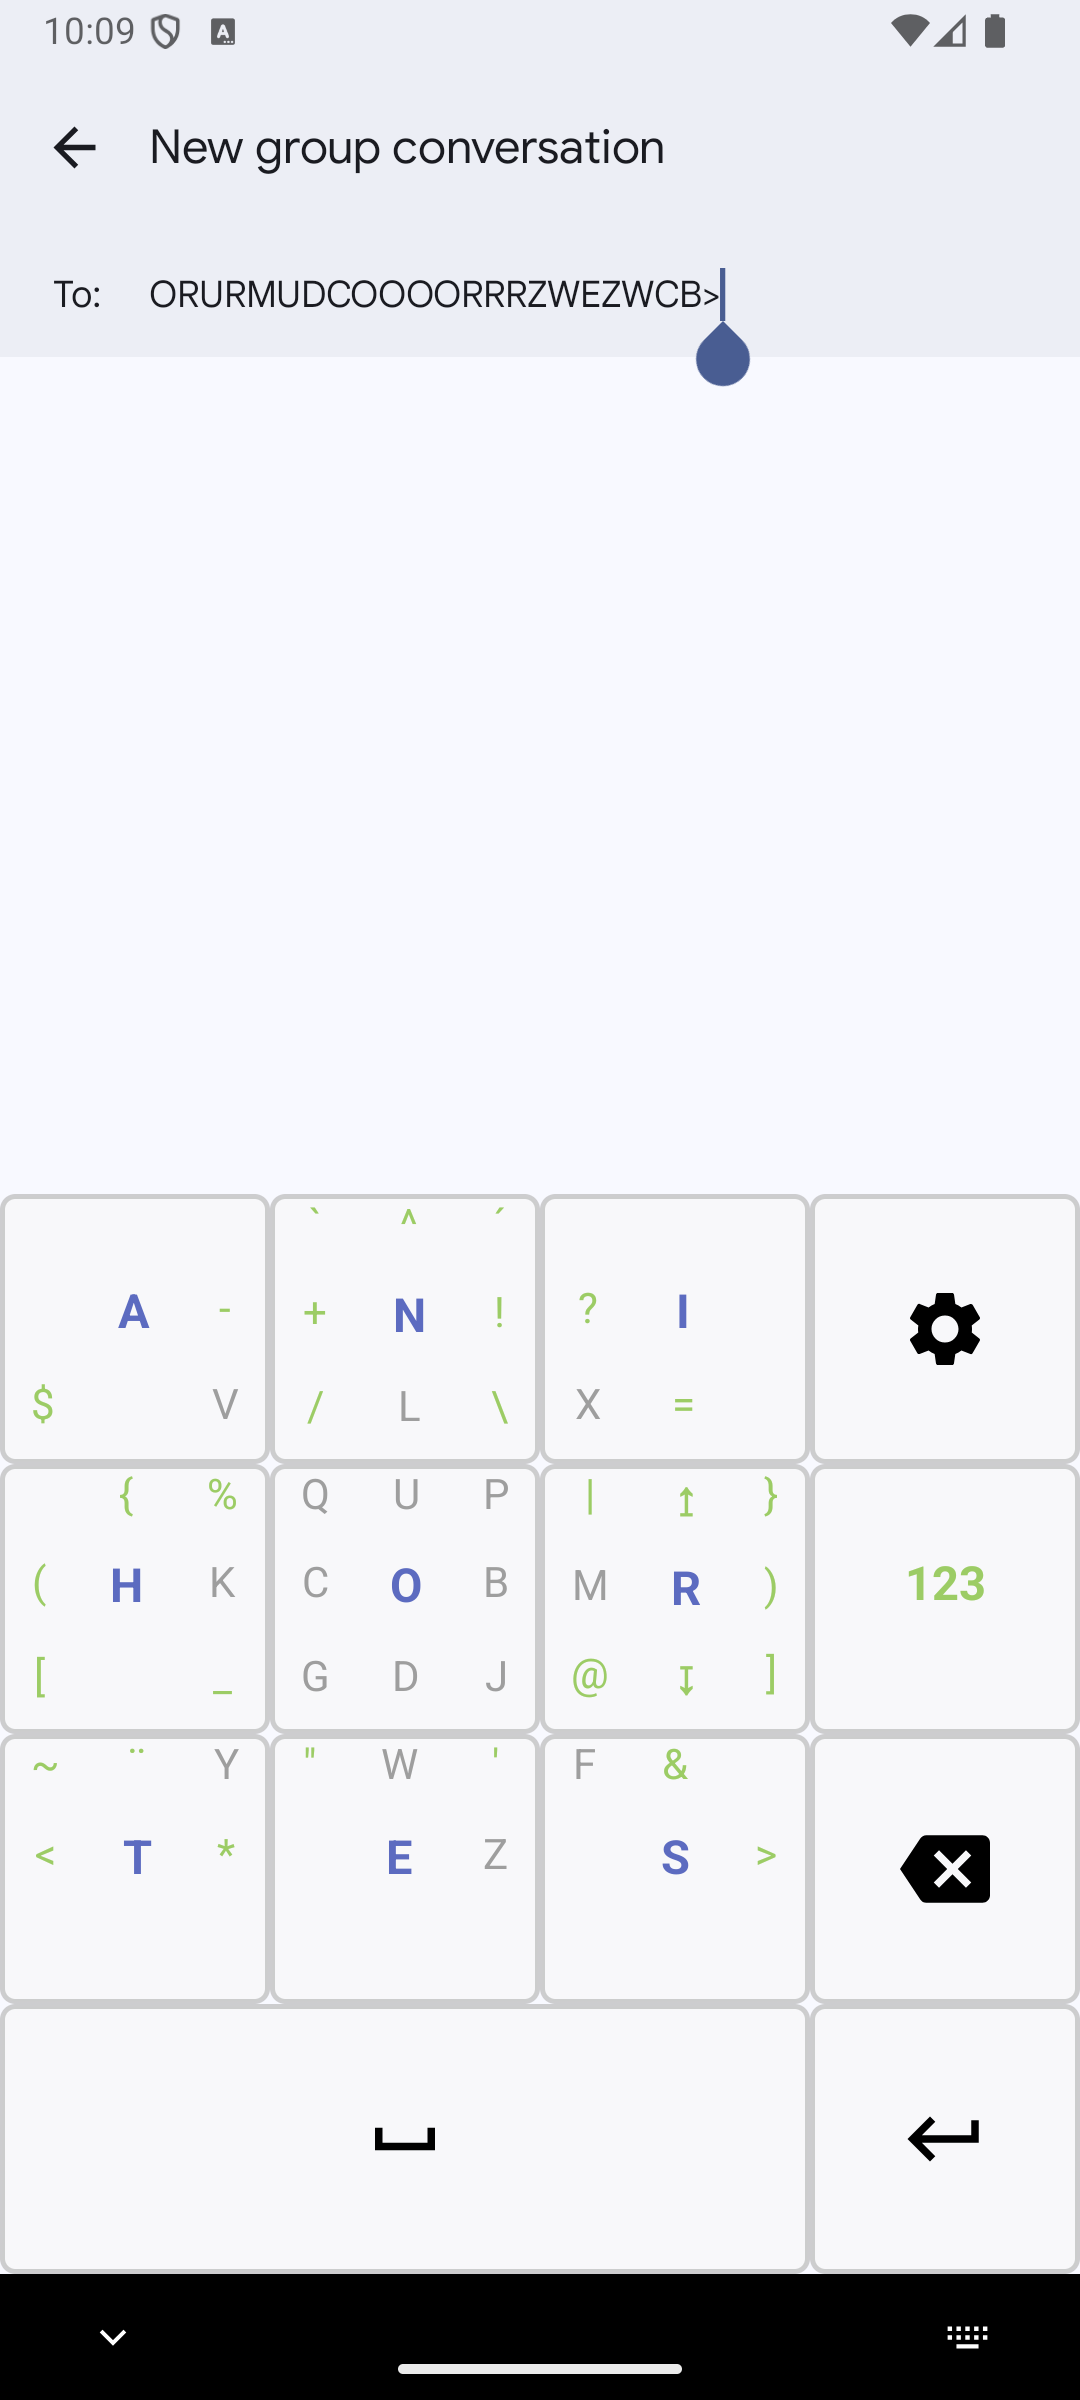 10:09
New group conversation
To: ORURMUDCOOOORRRZWEZWCB>
` ^ ´
A - + N ! ? I
$ V / L \ X =
{ % Q U P | ↥ }
( H K C O B M R ) 123
[ _ G D J @ ↧ ]
~ ¨ Y " W ' F &
< T * E Z S >